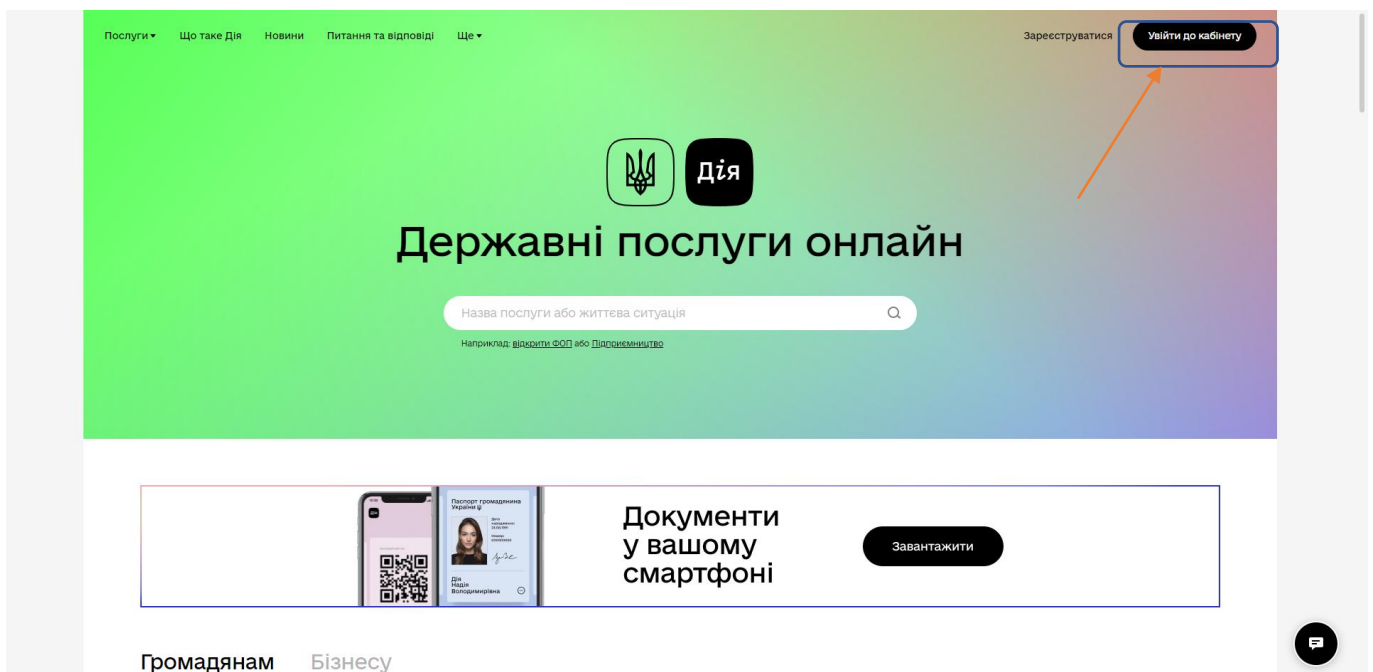 Послуги Що таке Дія Новини Питання та відповіді Ще
Зареєструватися Увійти до кабінету
Дія
Державні послуги онлайн
Назва послуги або життєва ситуація
Наприклад: відкрити ФОП або Підприємництво
Паспорт громадянина
України
Дія
Надія
Володимирівна
Документи
у вашому
смартфоні
Завантажити
Громадянам Бізнесу